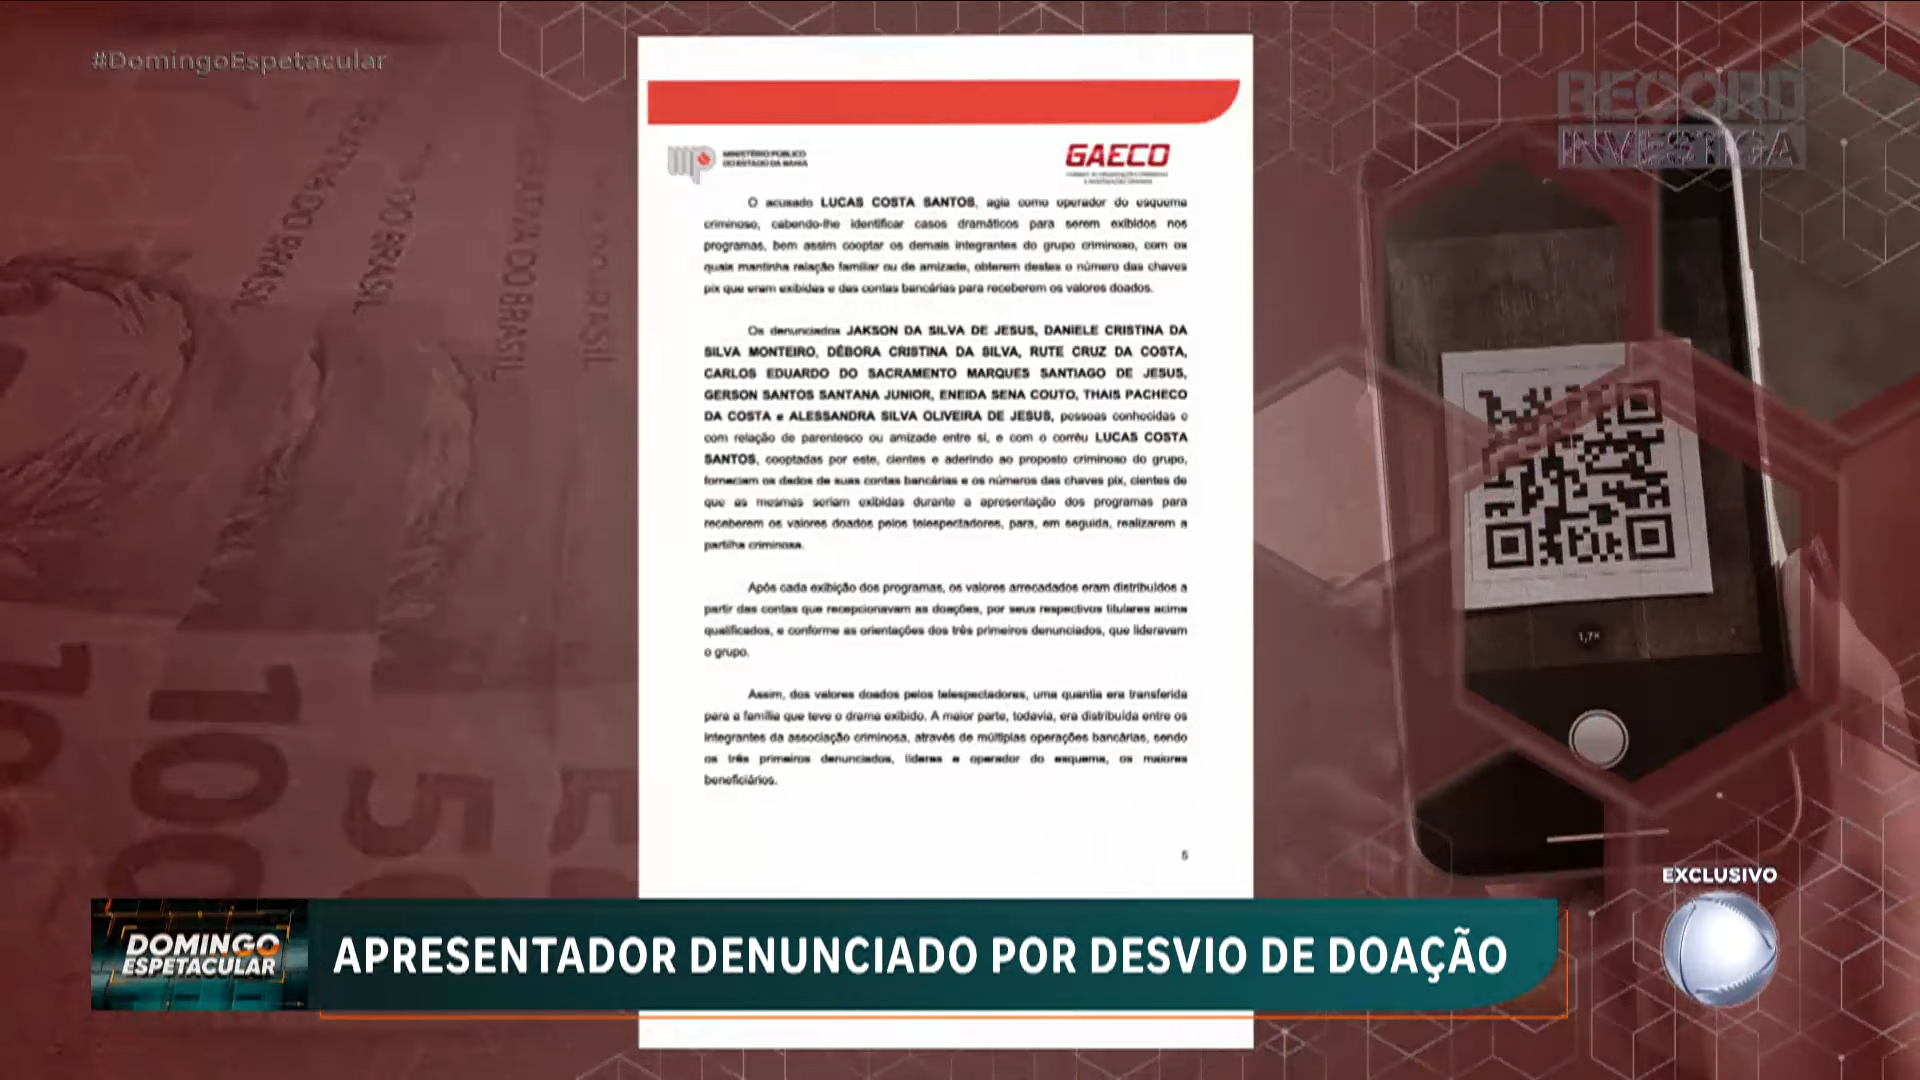 #DomingoEspetacular
RECORD
INVESTIGA
MINISTÉRIO PÚBLICO
DO ESTADO DA BAHIA
GAECO
O acusado LUCAS COSTA SANTOS, agia como operador do esquema
criminoso, cabendo-lhe identificar casos dramáticos para serem exibidos nos
programas, bem assim cooptar os demais integrantes do grupo criminoso, com os
quais mantinha relação familiar ou de amizade, obterem destes o número das chaves
pix que eram exibidas e das contas bancárias para receberem os valores doados.
Os denunciados JAKSON DA SILVA DE JESUS, DANIELE CRISTINA DA
SILVA MONTEIRO, DÉBORA CRISTINA DA SILVA, RUTE CRUZ DA COSTA,
CARLOS EDUARDO DO SACRAMENTO MARQUES SANTIAGO DE JESUS,
GERSON SANTOS SANTANA JUNIOR, ENEIDA SENA COUTO, THAIS PACHECO
DA COSTA e ALESSANDRA SILVA OLIVEIRA DE JESUS, pessoas conhecidas e
com relação de parentesco ou amizade entre si, e com o corréu LUCAS COSTA
SANTOS, cooptadas por este, cientes e aderindo ao proposto criminoso do grupo,
forneciam os dados de suas contas bancárias e os números das chaves pix, cientes de
que as mesmas seriam exibidas durante a apresentação dos programas para
receberem os valores doados pelos telespectadores, para, em seguida, realizarem a
partilha criminosa.
Após cada exibição dos programas, os valores arrecadados eram distribuídos a
partir das contas que recepcionavam as doações, por seus respectivos titulares acima
qualificados, e conforme as orientações dos três primeiros denunciados, que lideravam
o grupo.
Assim, dos valores doados pelos telespectadores, uma quantia era transferida
para a família que teve o drama exibido. A maior parte, todavia, era distribuída entre os
integrantes da associação criminosa, através de múltiplas operações bancárias, sendo
os três primeiros denunciados, líderes e operador do esquema, os maiores
beneficiários.
5
1,7×
EXCLUSIVO
DOMINGO
ESPETACULAR
APRESENTADOR DENUNCIADO POR DESVIO DE DOAÇÃO